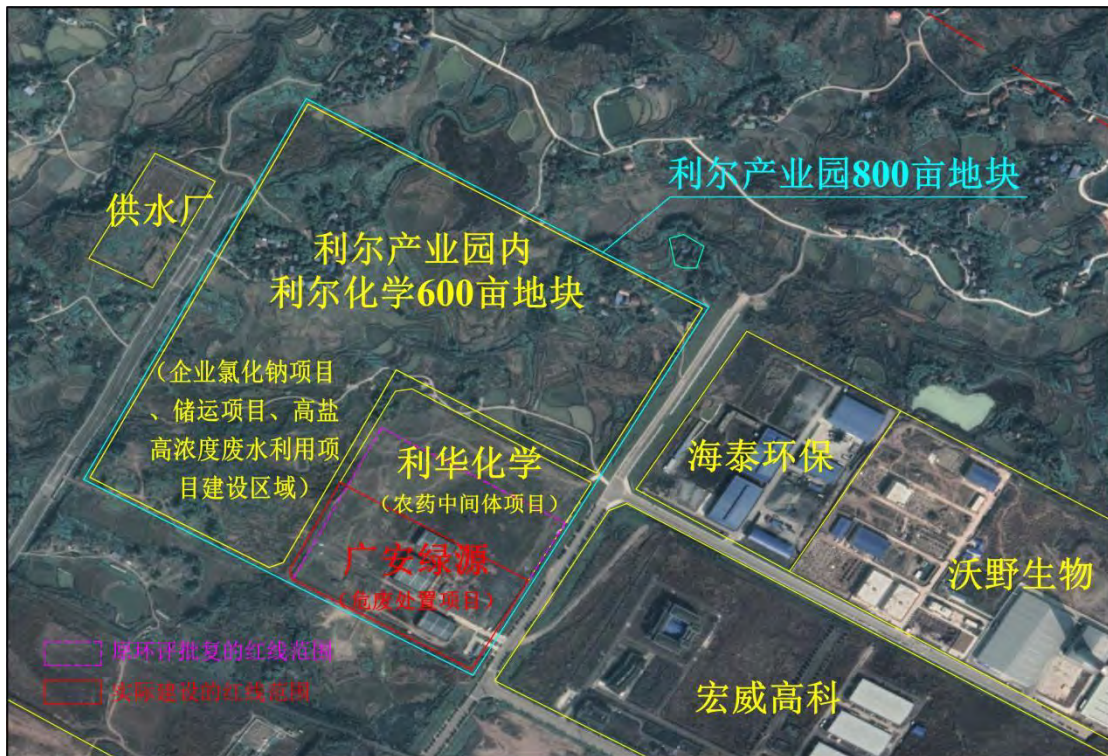 利尔产业园800亩地块
供水厂
利尔产业园内
利尔化学600亩地块
（企业氯化钠项目
、储运项目、高盐
高浓度废水利用项
目建设区域）
利华化学
（农药中间体项目）
海泰环保
沃野生物
广安绿源
（危废处置项目）
宏威高科
原环评批复的红线范围
实际建设的红线范围